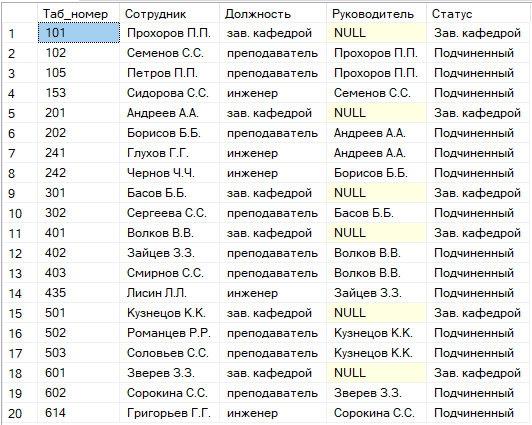 Таб_номер Сотрудник Должность Руководитель Статус
1 101 Прохоров П.П. зав. кафедрой NULL Зав. кафедрой
2 102 Семенов С.С. преподаватель Прохоров П.П. Подчиненный
3 105 Петров П.П. преподаватель Прохоров П.П. Подчиненный
4 153 Сидорова С.С. инженер Семенов С.С. Подчиненный
5 201 Андреев А.А. зав. кафедрой NULL Зав. кафедрой
6 202 Борисов Б.Б. преподаватель Андреев А.А. Подчиненный
7 241 Глухов Г.Г. инженер Андреев А.А. Подчиненный
8 242 Чернов Ч.Ч. инженер Борисов Б.Б. Подчиненный
9 301 Басов Б.Б. зав. кафедрой NULL Зав. кафедрой
10 302 Сергеева С.С. преподаватель Басов Б.Б. Подчиненный
11 401 Волков В.В. зав. кафедрой NULL Зав. кафедрой
12 402 Зайцев З.З. преподаватель Волков В.В. Подчиненный
13 403 Смирнов С.С. преподаватель Волков В.В. Подчиненный
14 435 Лисин Л.Л. инженер Зайцев З.З. Подчиненный
15 501 Кузнецов К.К. зав. кафедрой NULL Зав. кафедрой
16 502 Романцев Р.Р. преподаватель Кузнецов К.К. Подчиненный
17 503 Соловьев С.С. преподаватель Кузнецов К.К. Подчиненный
18 601 Зверев З.З. зав. кафедрой NULL Зав. кафедрой
19 602 Сорокина С.С. преподаватель Зверев З.З. Подчиненный
20 614 Григорьев Г.Г. инженер Сорокина С.С. Подчиненный